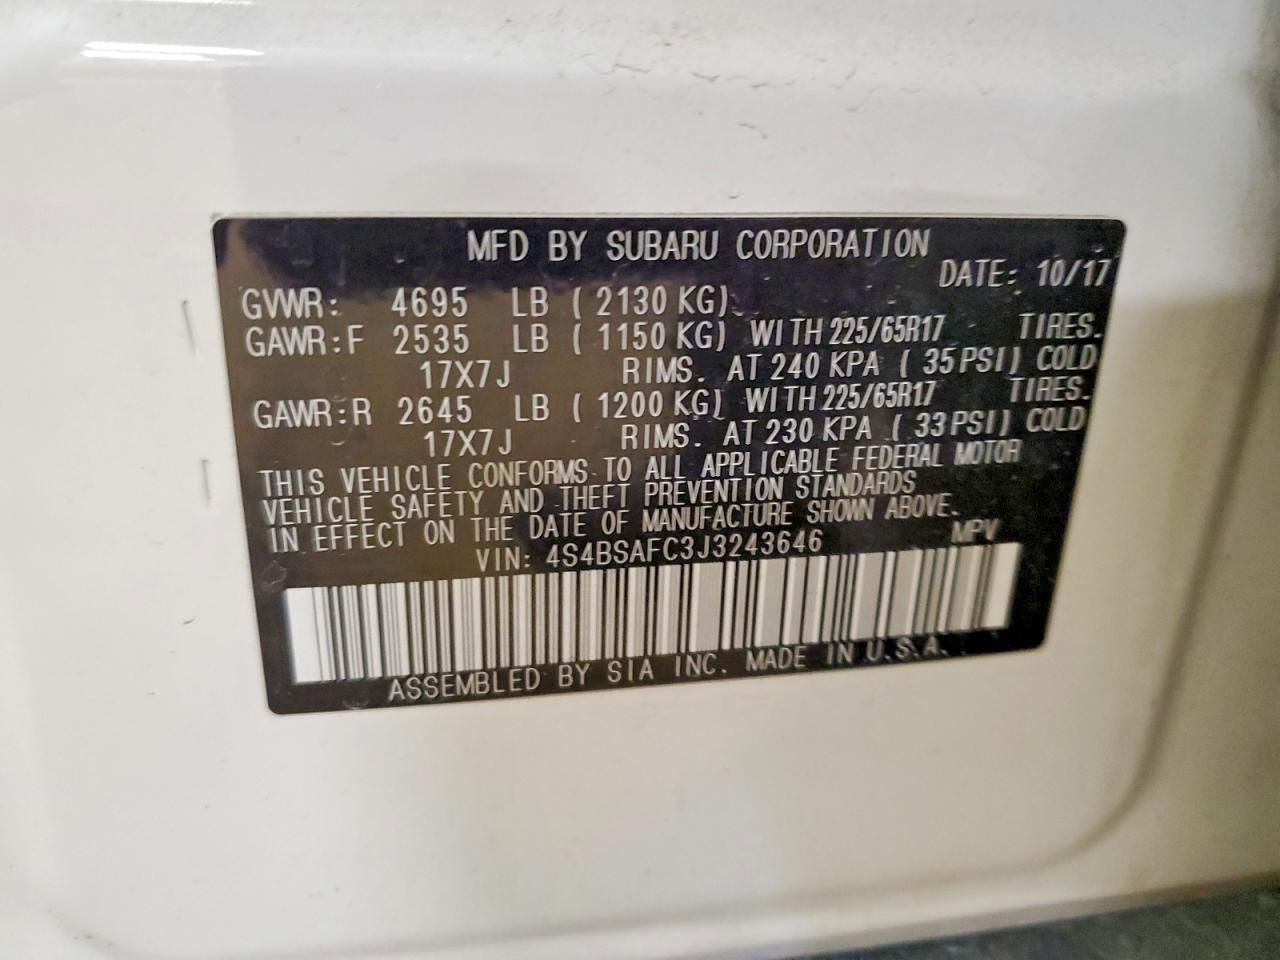 MFD BY SUBARU CORPORATION
DATE: 10/17
GVWR: 4695 LB ( 2130 KG)
GAWR:F 2535 LB ( 1150 KG) WITH 225/65R17 TIRES.
17X7J RIMS. AT 240 KPA ( 35 PSI) COLD
GAWR:R 2645 LB ( 1200 KG) WITH 225/65R17 TIRES.
17X7J RIMS. AT 230 KPA ( 33 PSI) COLD
THIS VEHICLE CONFORMS TO ALL APPLICABLE FEDERAL MOTOR
VEHICLE SAFETY AND THEFT PREVENTION STANDARDS
IN EFFECT ON THE DATE OF MANUFACTURE SHOWN ABOVE.
VIN: 4S4BSAFC3J3243646 MPV
ASSEMBLED BY SIA INC. MADE IN U.S.A.